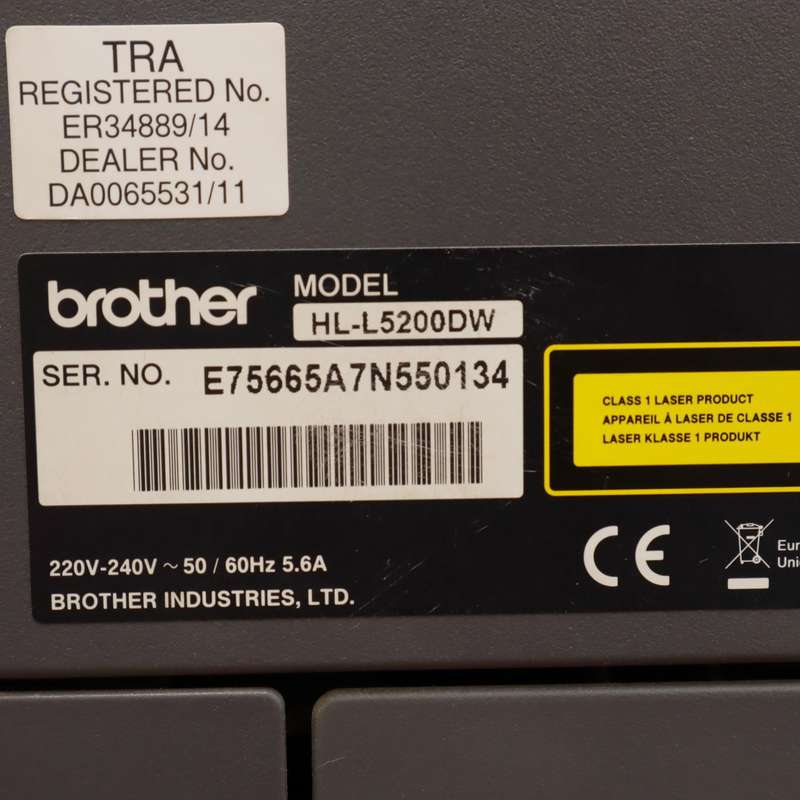 TRA
REGISTERED No.
ER34889/14
DEALER No.
DA0065531/11
brother
MODEL
HL-L5200DW
SER. NO. E75665A7N550134
CLASS 1 LASER PRODUCT
APPAREIL À LASER DE CLASSE 1
LASER KLASSE 1 PRODUKT
220V-240V ~ 50 / 60Hz 5.6A
BROTHER INDUSTRIES, LTD.
CE